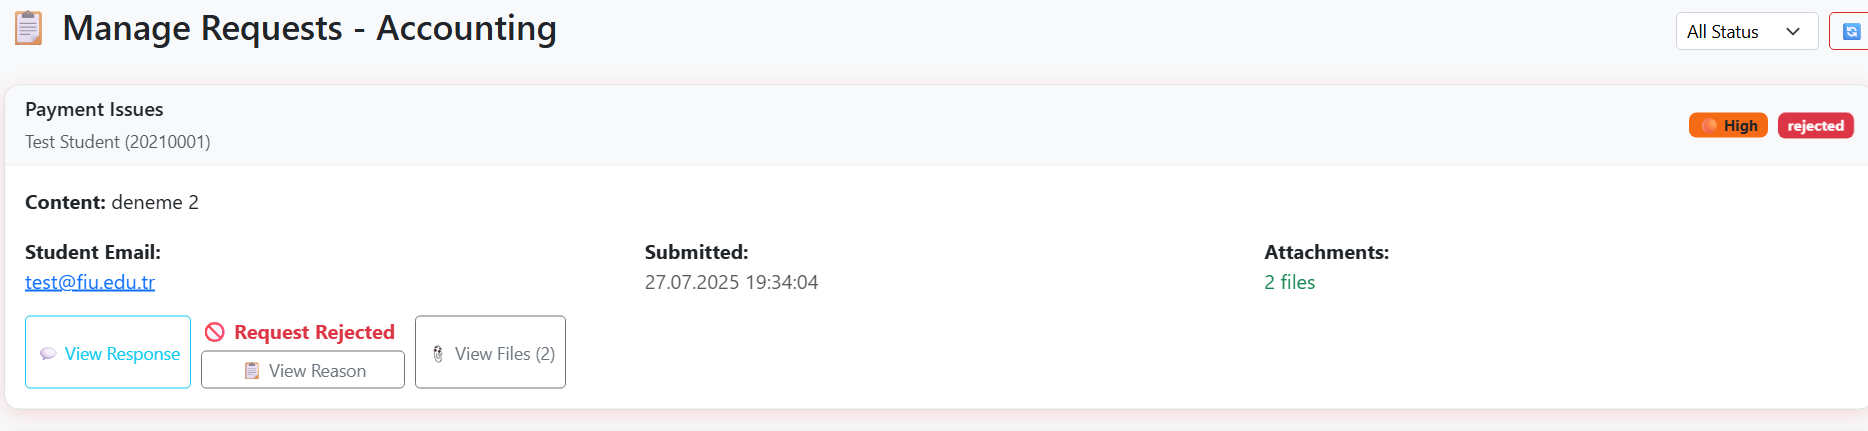 Manage Requests - Accounting
All Status
Payment Issues
Test Student (20210001)
High
rejected
Content: deneme 2
Student Email:
test@fiu.edu.tr
Submitted:
27.07.2025 19:34:04
Attachments:
2 files
View Response
Request Rejected
View Reason
View Files (2)